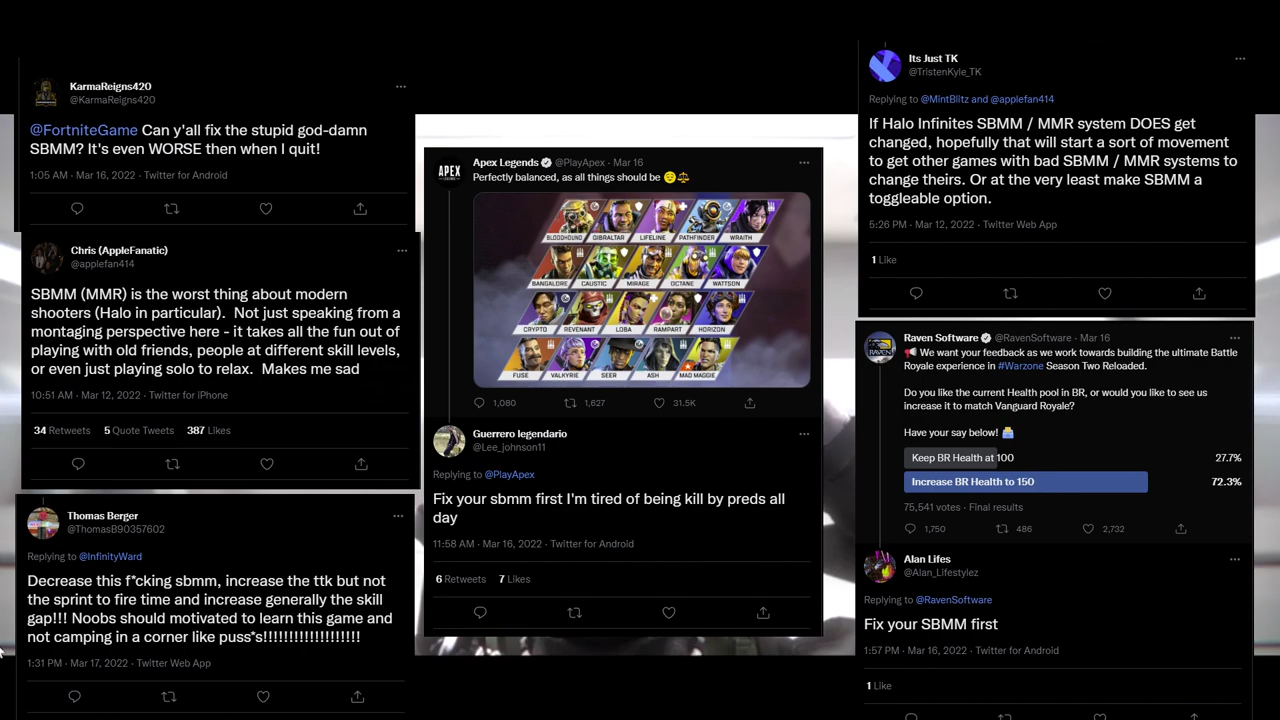 KarmaReigns420
@KarmaReigns420
@FortniteGame Can y'all fix the stupid god-damn
SBMM? It's even WORSE then when I quit!
1:05 AM · Mar 16, 2022 · Twitter for Android
Chris (AppleFanatic)
@applefan414
SBMM (MMR) is the worst thing about modern
shooters (Halo in particular). Not just speaking from a
montaging perspective here - it takes all the fun out of
playing with old friends, people at different skill levels,
or even just playing solo to relax. Makes me sad
10:51 AM · Mar 12, 2022 · Twitter for iPhone
34 Retweets 5 Quote Tweets 387 Likes
Thomas Berger
@ThomasB90357602
Replying to @InfinityWard
Decrease this f*cking sbmm, increase the ttk but not
the sprint to fire time and increase generally the skill
gap!!! Noobs should motivated to learn this game and
not camping in a corner like puss*s!!!!!!!!!!!!!!!!!!!
1:31 PM · Mar 17, 2022 · Twitter Web App
APEX
Apex Legends @PlayApex · Mar 16
Perfectly balanced, as all things should be 😌⚖️
BLOODHOUND GIBRALTAR LIFELINE PATHFINDER WRAITH
BANGALORE CAUSTIC MIRAGE OCTANE WATTSON
CRYPTO REVENANT LOBA RAMPART HORIZON
FUSE VALKYRIE SEER ASH MAD MAGGIE
1,080 1,627 31.5K
Guerrero legendario
@Lee_johnson11
Replying to @PlayApex
Fix your sbmm first I'm tired of being kill by preds all
day
11:58 AM · Mar 16, 2022 · Twitter for Android
6 Retweets 7 Likes
Its Just TK
@TristenKyle_TK
Replying to @MintBlitz and @applefan414
If Halo Infinites SBMM / MMR system DOES get
changed, hopefully that will start a sort of movement
to get other games with bad SBMM / MMR systems to
change theirs. Or at the very least make SBMM a
toggleable option.
5:26 PM · Mar 12, 2022 · Twitter Web App
1 Like
RAVEN
Raven Software @RavenSoftware · Mar 16
📢 We want your feedback as we work towards building the ultimate Battle
Royale experience in #Warzone Season Two Reloaded.
Do you like the current Health pool in BR, or would you like to see us
increase it to match Vanguard Royale?
Have your say below! 🗳️
Keep BR Health at 100 27.7%
Increase BR Health to 150 72.3%
75,541 votes · Final results
1,750 486 2,732
Alan Lifes
@Alan_Lifestylez
Replying to @RavenSoftware
Fix your SBMM first
1:57 PM · Mar 16, 2022 · Twitter for Android
1 Like